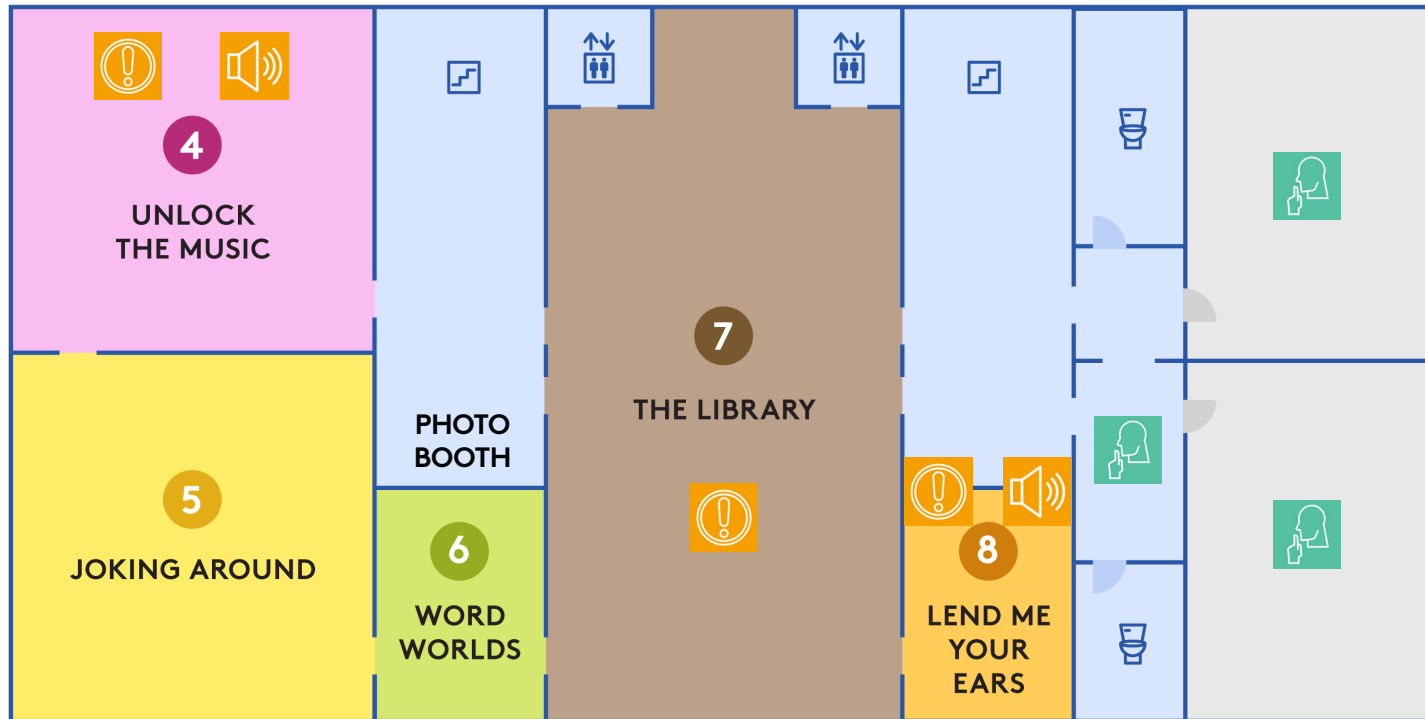 4
UNLOCK
THE MUSIC
5
JOKING AROUND
PHOTO
BOOTH
6
WORD
WORLDS
7
THE LIBRARY
8
LEND ME
YOUR
EARS